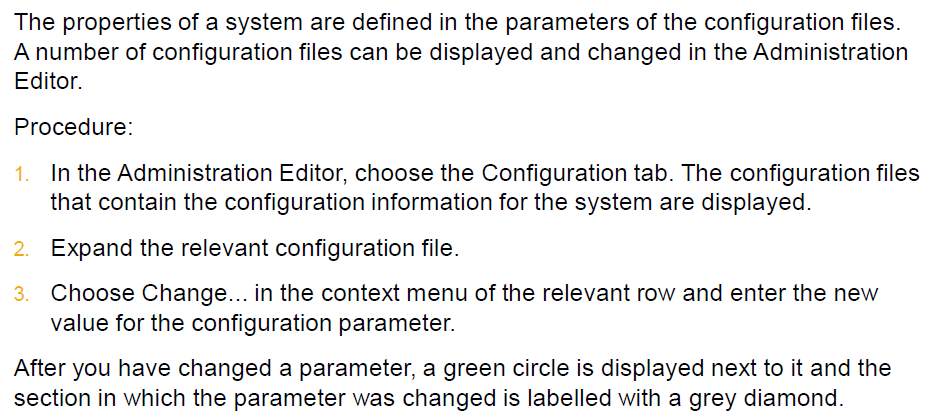 The properties of a system are defined in the parameters of the configuration files.
A number of configuration files can be displayed and changed in the Administration
Editor.
Procedure:
1. In the Administration Editor, choose the Configuration tab. The configuration files
that contain the configuration information for the system are displayed.
2. Expand the relevant configuration file.
3. Choose Change... in the context menu of the relevant row and enter the new
value for the configuration parameter.
After you have changed a parameter, a green circle is displayed next to it and the
section in which the parameter was changed is labelled with a grey diamond.